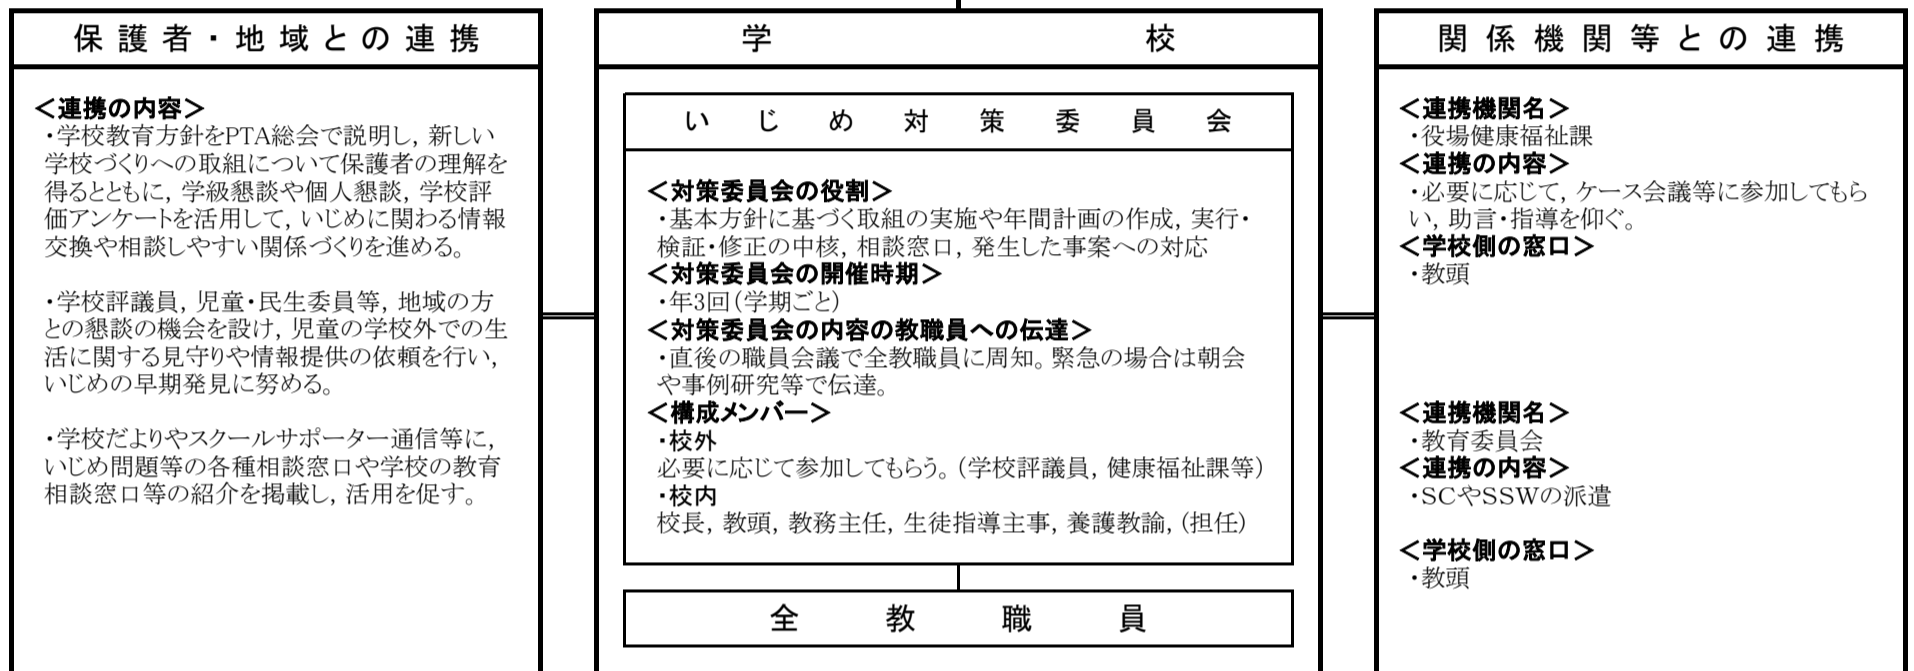 保護者・地域との連携
＜連携の内容＞
・学校教育方針をPTA総会で説明し，新しい
学校づくりへの取組について保護者の理解を
得るとともに，学級懇談や個人懇談，学校評
価アンケートを活用して，いじめに関わる情報
交換や相談しやすい関係づくりを進める。
・学校評議員，児童・民生委員等，地域の方
との懇談の機会を設け，児童の学校外での生
活に関する見守りや情報提供の依頼を行い，
いじめの早期発見に努める。
・学校だよりやスクールサポーター通信等に，
いじめ問題等の各種相談窓口や学校の教育
相談窓口等の紹介を掲載し，活用を促す。
学校
いじめ対策委員会
＜対策委員会の役割＞
・基本方針に基づく取組の実施や年間計画の作成，実行・
検証・修正の中核，相談窓口，発生した事案への対応
＜対策委員会の開催時期＞
・年3回（学期ごと）
＜対策委員会の内容の教職員への伝達＞
・直後の職員会議で全教職員に周知。緊急の場合は朝会
や事例研究等で伝達。
＜構成メンバー＞
・校外
必要に応じて参加してもらう。（学校評議員，健康福祉課等）
・校内
校長，教頭，教務主任，生徒指導主事，養護教諭，（担任）
全教職員
関係機関等との連携
＜連携機関名＞
・役場健康福祉課
＜連携の内容＞
・必要に応じて，ケース会議等に参加してもら
い，助言・指導を仰ぐ。
＜学校側の窓口＞
・教頭
＜連携機関名＞
・教育委員会
＜連携の内容＞
・SCやSSWの派遣
＜学校側の窓口＞
・教頭